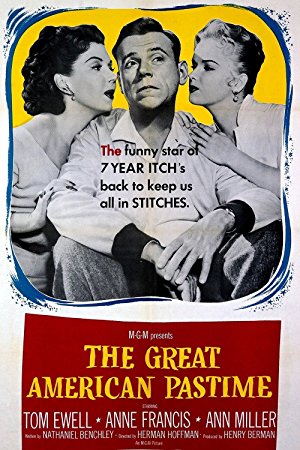 The funny star of
7 YEAR ITCH's
back to keep us
all in STITCHES.
M-G-M presents
THE GREAT
AMERICAN PASTIME
STARRING
TOM EWELL • ANNE FRANCIS • ANN MILLER
Written by NATHANIEL BENCHLEY • Directed by HERMAN HOFFMAN • Produced by HENRY BERMAN
An M-G-M Picture